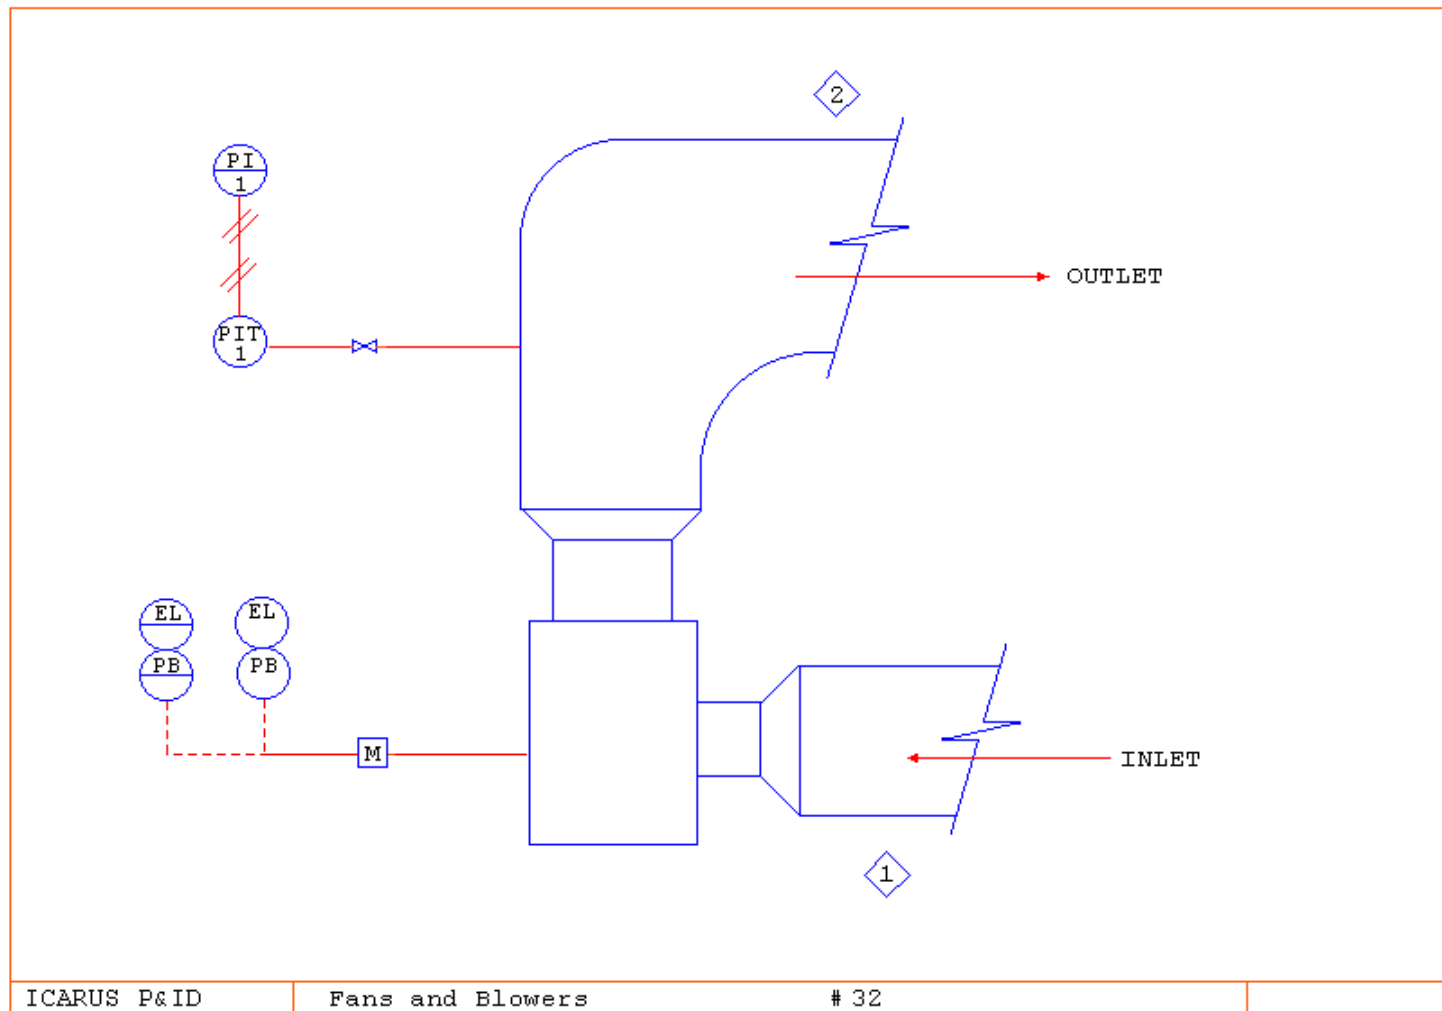 2
PI
1
OUTLET
PIT
1
EL
EL
PB
PB
M
INLET
1
ICARUS P&ID
Fans and Blowers
# 32